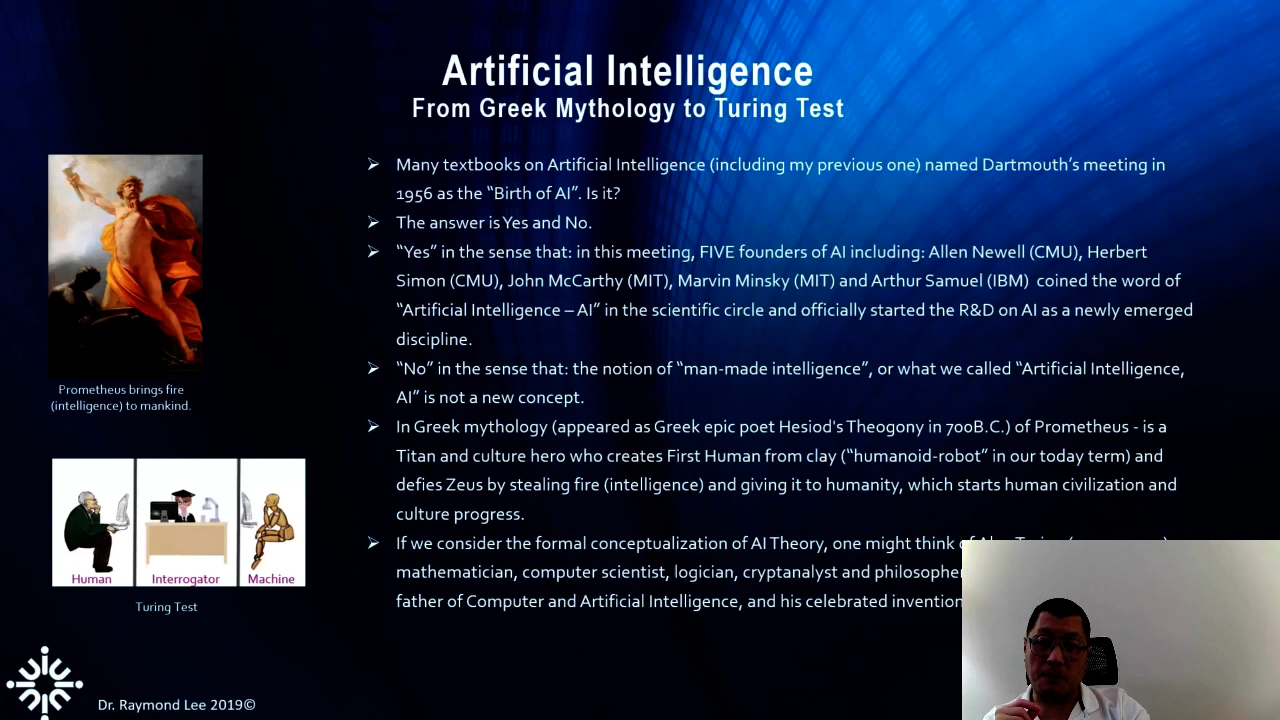 Artificial Intelligence
From Greek Mythology to Turing Test
Many textbooks on Artificial Intelligence (including my previous one) named Dartmouth's meeting in
1956 as the “Birth of AI”. Is it?
The answer is Yes and No.
“Yes” in the sense that: in this meeting, FIVE founders of AI including: Allen Newell (CMU), Herbert
Simon (CMU), John McCarthy (MIT), Marvin Minsky (MIT) and Arthur Samuel (IBM) coined the word of
“Artificial Intelligence – AI” in the scientific circle and officially started the R&D on AI as a newly emerged
discipline.
“No” in the sense that: the notion of “man-made intelligence”, or what we called “Artificial Intelligence,
AI” is not a new concept.
In Greek mythology (appeared as Greek epic poet Hesiod's Theogony in 700B.C.) of Prometheus - is a
Titan and culture hero who creates First Human from clay (“humanoid-robot” in our today term) and
defies Zeus by stealing fire (intelligence) and giving it to humanity, which starts human civilization and
culture progress.
If we consider the formal conceptualization of AI Theory, one might think
mathematician, computer scientist, logician, cryptanalyst and philosopher
father of Computer and Artificial Intelligence, and his celebrated invention
Prometheus brings fire
(intelligence) to mankind.
Human Interrogator Machine
Turing Test
Dr. Raymond Lee 2019©